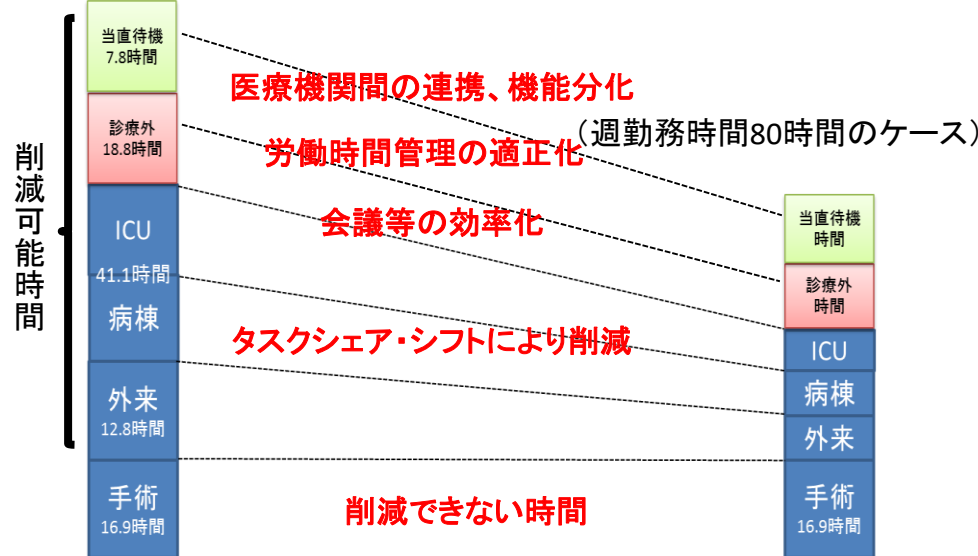 当直待機
7.8時間
医療機関間の連携、機能分化
(週勤務時間80時間のケース)
診療外
18.8時間
労働時間管理の適正化
削減可能時間
会議等の効率化
当直待機
時間
ICU
41.1時間
病棟
診療外
時間
タスクシェア・シフトにより削減
ICU
病棟
外来
12.8時間
外来
手術
16.9時間
削減できない時間
手術
16.9時間